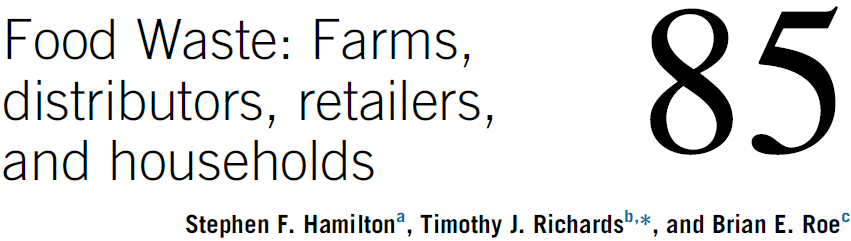 Food Waste: Farms,
distributors, retailers,
and households
85
Stephen F. Hamiltonᵃ, Timothy J. Richardsᵇ,*, and Brian E. Roeᶜ